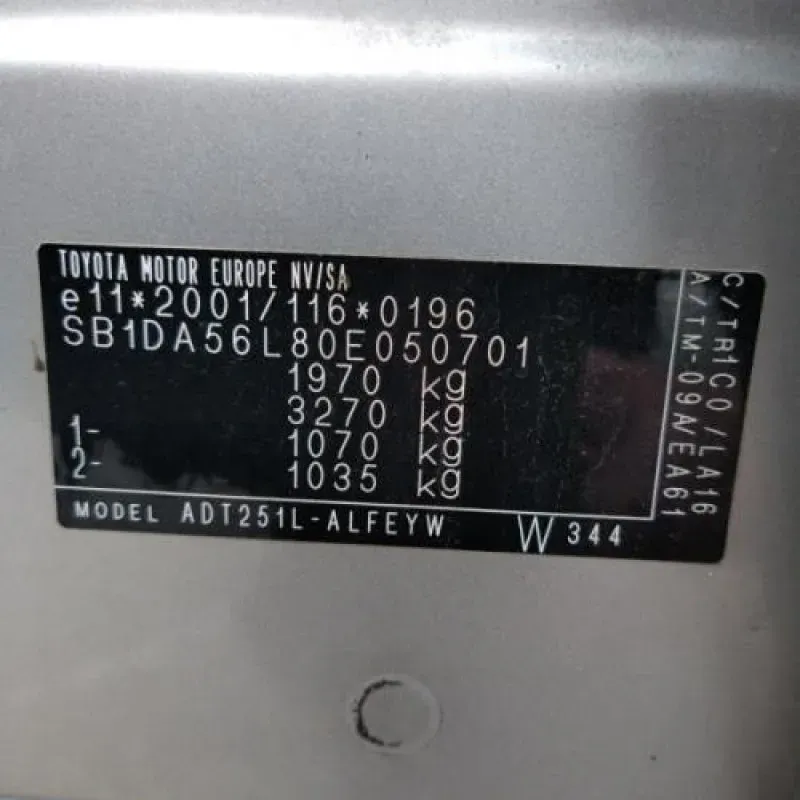 TOYOTA MOTOR EUROPE NV/SA
e11*2001/116*0196
SB1DA56L80E050701
1970 kg
3270 kg
1- 1070 kg
2- 1035 kg
MODEL ADT251L-ALFEYW W 344
C/TR1C0/LA16
A/TM-09A/EA61